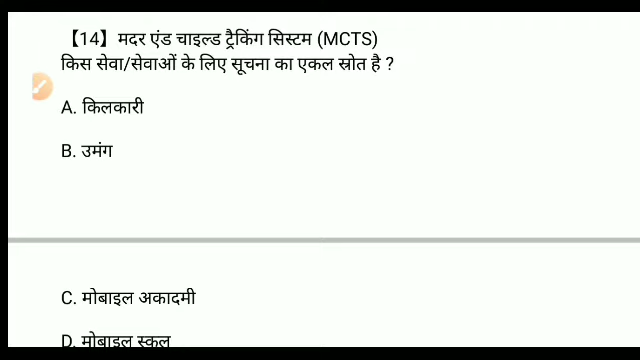 【14】 मदर एंड चाइल्ड ट्रैकिंग सिस्टम (MCTS)
किस सेवा/सेवाओं के लिए सूचना का एकल स्रोत है ?
A. किलकारी
B. उमंग
C. मोबाइल अकादमी
D. मोबाइल स्कूल